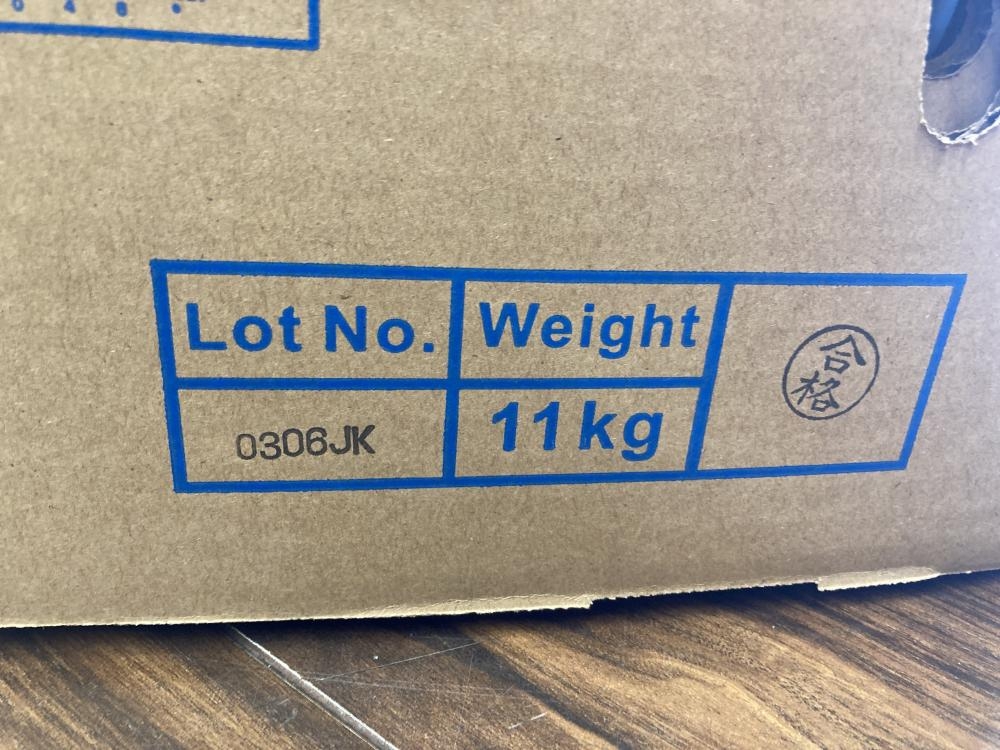 Lot No. Weight
0306JK 11kg
合格